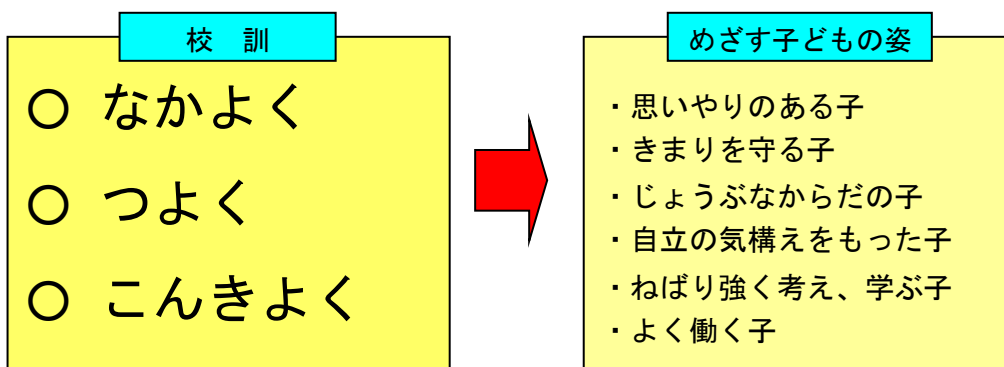 校　訓
○ なかよく
○ つよく
○ こんきよく
めざす子どもの姿
・思いやりのある子
・きまりを守る子
・じょうぶなからだの子
・自立の気構えをもった子
・ねばり強く考え、学ぶ子
・よく働く子